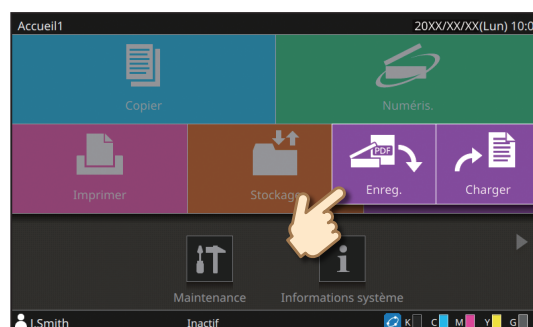 Accueil1 20XX/XX/XX(Lun) 10:0
Copier Numéris.
PDF
Imprimer Stockage Enreg. Charger
Maintenance Informations système
J.Smith Inactif K C M Y G